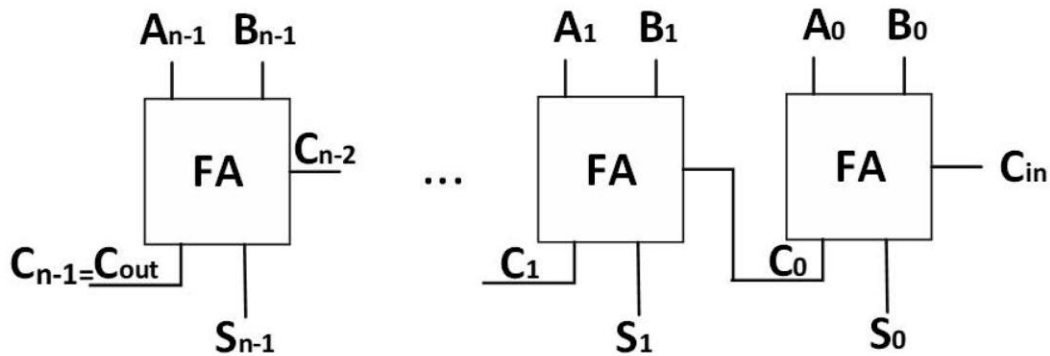 An-1 Bn-1 A1 B1 A0 B0
Cn-2
FA ... FA FA Cin
Cn-1=Cout C1 C0
Sn-1 S1 S0